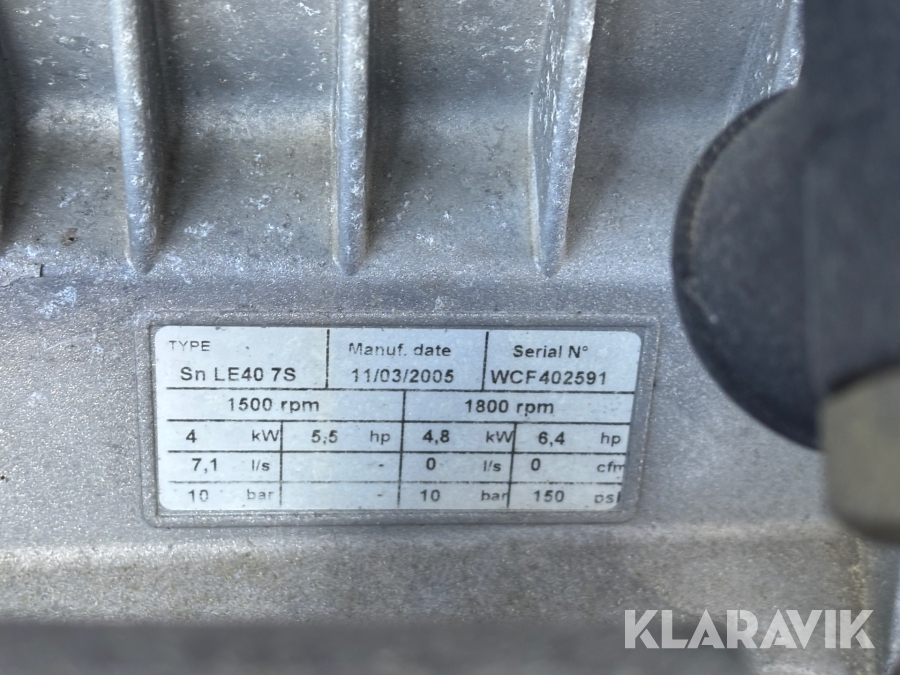 TYPE Manuf. date Serial N°
Sn LE40 7S 11/03/2005 WCF402591
1500 rpm 1800 rpm
4 kW 5,5 hp 4,8 kW 6,4 hp
7,1 l/s - 0 l/s 0 cfm
10 bar - 10 bar 150 psi
KLARAVIK